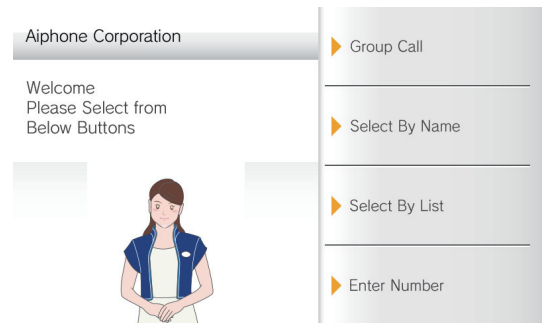 Aiphone Corporation
Welcome
Please Select from
Below Buttons
Group Call
Select By Name
Select By List
Enter Number